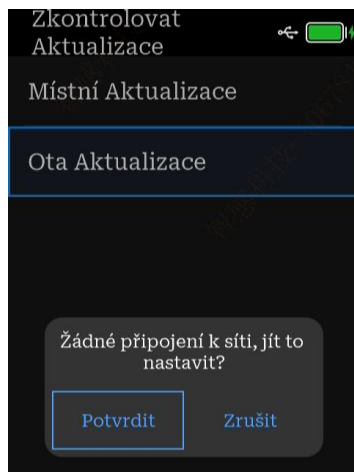 Zkontrolovat
Aktualizace
Místní Aktualizace
Ota Aktualizace
Žádné připojení k síti, jít to
nastavit?
Potvrdit Zrušit